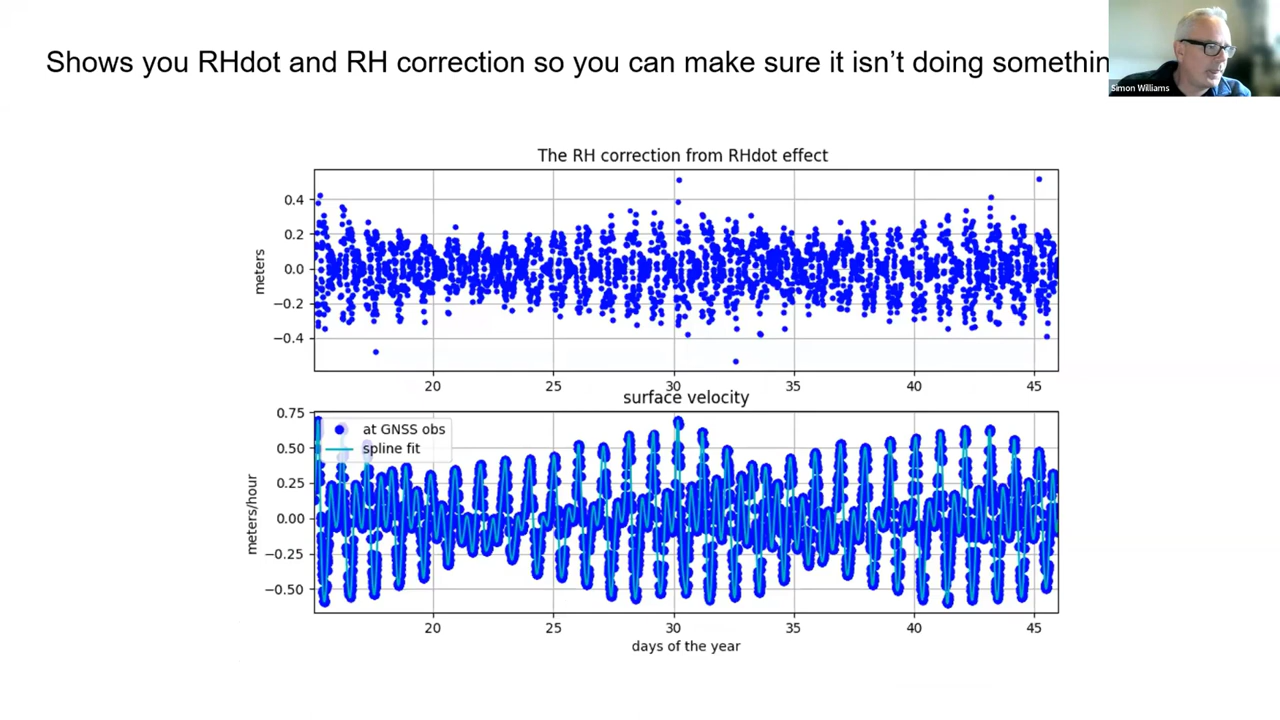 Shows you RHdot and RH correction so you can make sure it isn't doing
Simon Williams
The RH correction from RHdot effect
0.4
0.2
0.0
−0.2
−0.4
meters
20 25 30 35 40 45
surface velocity
0.75
0.50
0.25
0.00
−0.25
−0.50
meters/hour
at GNSS obs
spline fit
20 25 30 35 40 45
days of the year